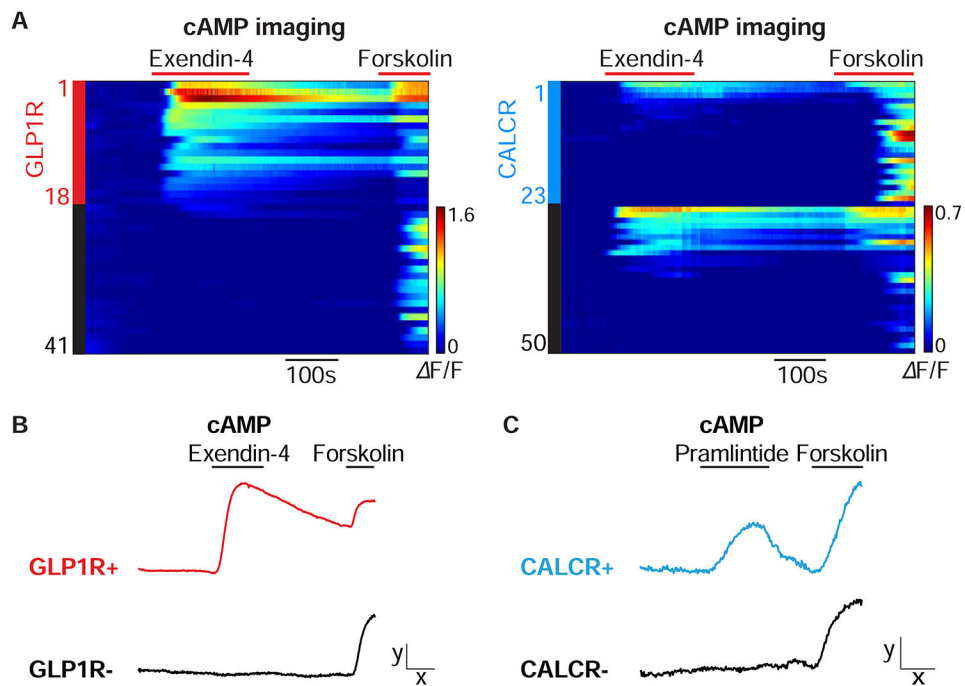 A
cAMP imaging
Exendin-4 Forskolin
1
GLP1R
18
41
1.6
0
100s
ΔF/F
cAMP imaging
Exendin-4 Forskolin
1
CALCR
23
50
0.7
0
100s
ΔF/F
B
cAMP
Exendin-4 Forskolin
GLP1R+
GLP1R-
y
x
C
cAMP
Pramlintide Forskolin
CALCR+
CALCR-
y
x